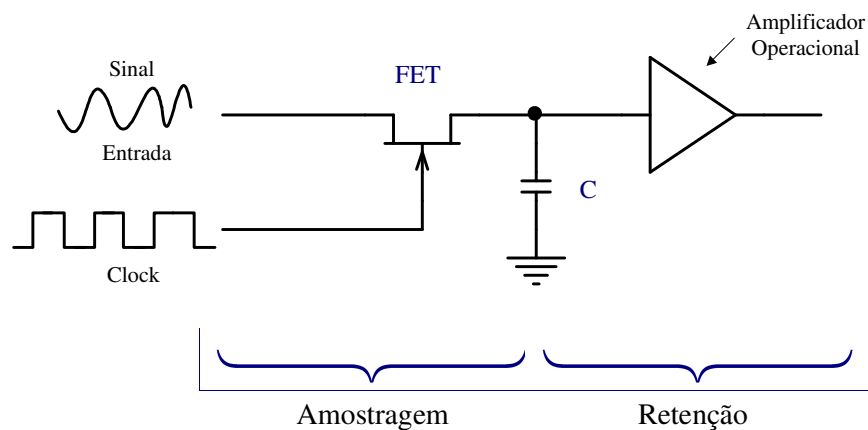 Amplificador
Operacional
Sinal
FET
Entrada
C
Clock
Amostragem
Retenção